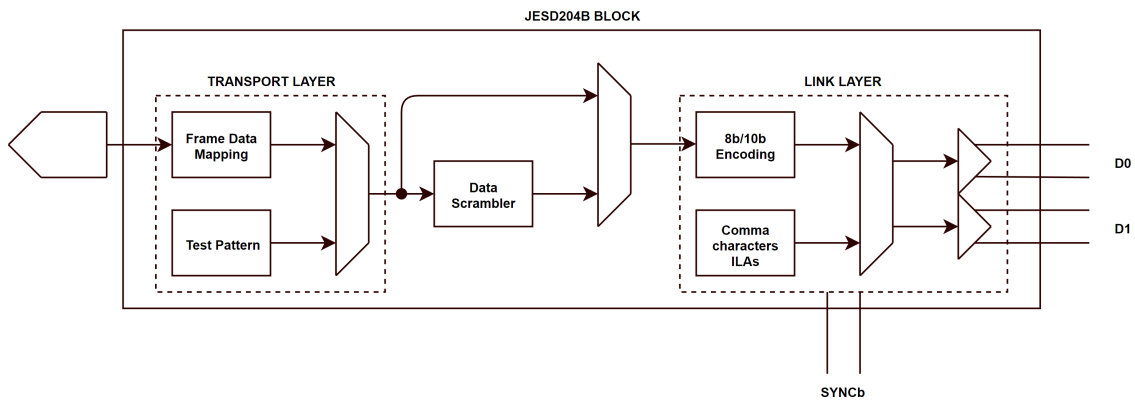 JESD204B BLOCK
TRANSPORT LAYER
LINK LAYER
Frame Data
Mapping
8b/10b
Encoding
D0
Data
Scrambler
Test Pattern
Comma
characters
ILAs
D1
SYNCb